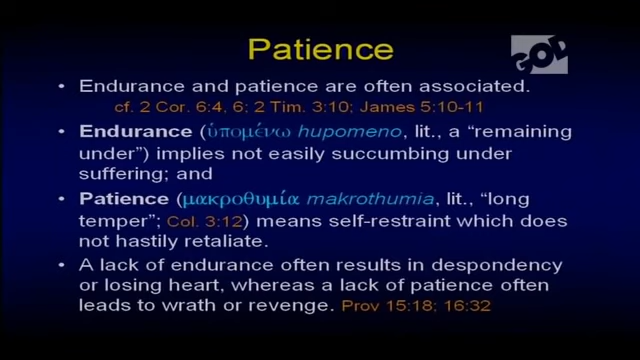 Patience
GOD
• Endurance and patience are often associated.
cf. 2 Cor. 6:4, 6; 2 Tim. 3:10; James 5:10-11
• Endurance (ὑπομένω hupomeno, lit., a “remaining
under”) implies not easily succumbing under
suffering; and
• Patience (μακροθυμία makrothumia, lit., “long
temper”; Col. 3:12) means self-restraint which does
not hastily retaliate.
• A lack of endurance often results in despondency
or losing heart, whereas a lack of patience often
leads to wrath or revenge. Prov 15:18; 16:32